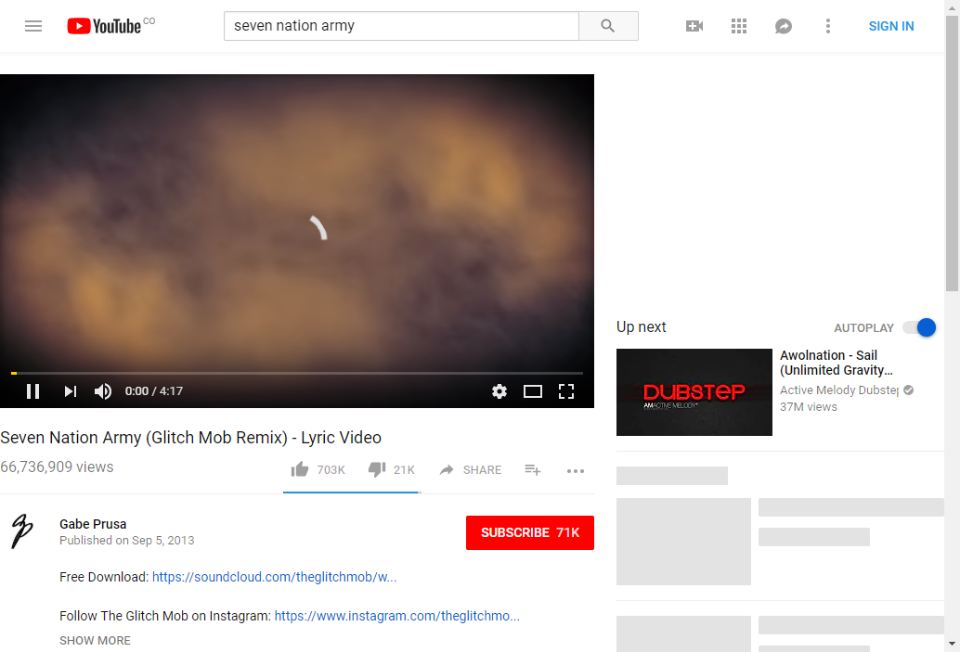 YouTube CO
seven nation army
SIGN IN
0:00 / 4:17
Seven Nation Army (Glitch Mob Remix) - Lyric Video
66,736,909 views
703K
21K
SHARE
Gabe Prusa
Published on Sep 5, 2013
SUBSCRIBE 71K
Free Download: https://soundcloud.com/theglitchmob/w...
Follow The Glitch Mob on Instagram: https://www.instagram.com/theglitchmo...
SHOW MORE
Up next
AUTOPLAY
DUBSTEP
AMACTIVE MELODY
Awolnation - Sail
(Unlimited Gravity...
Active Melody Dubstep
37M views